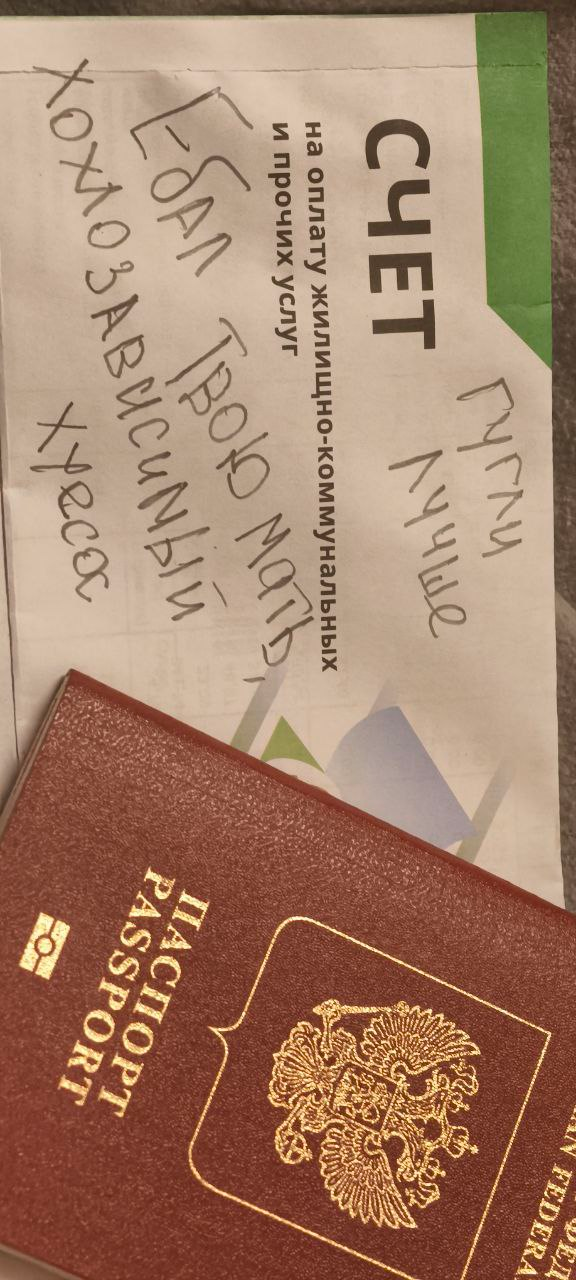 СЧЕТ
на оплату жилищно-коммунальных
и прочих услуг
гугли
лучше
Ебал твою мать,
хохлозависимый
хуесос
ПАСПОРТ
PASSPORT